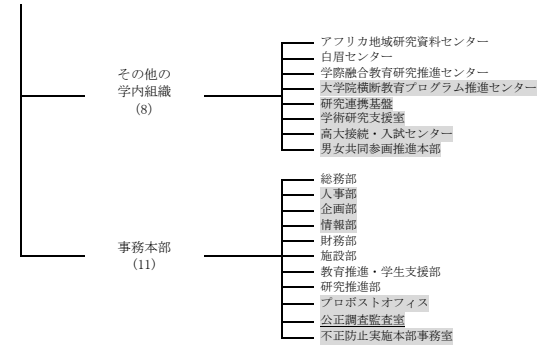 その他の
学内組織
(8)
アフリカ地域研究資料センター
白眉センター
学際融合教育研究推進センター
大学院横断教育プログラム推進センター
研究連携基盤
学術研究支援室
高大接続・入試センター
男女共同参画推進本部
事務本部
(11)
総務部
人事部
企画部
情報部
財務部
施設部
教育推進・学生支援部
研究推進部
プロボストオフィス
公正調査監査室
不正防止実施本部事務室